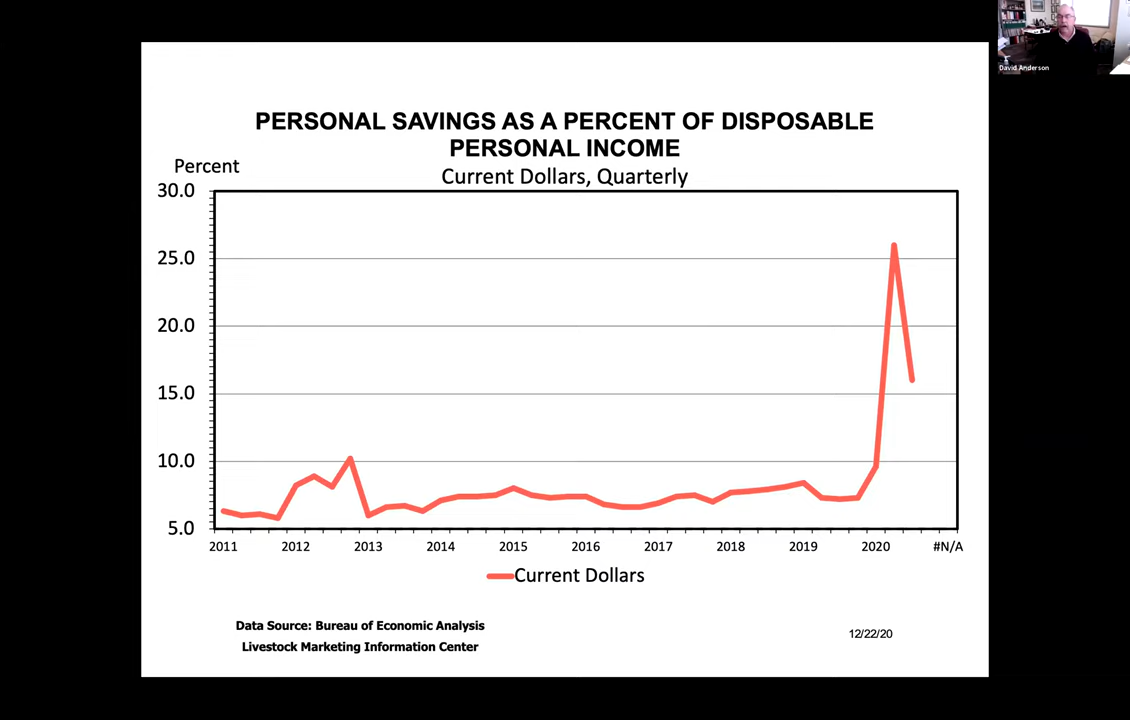 David Anderson
PERSONAL SAVINGS AS A PERCENT OF DISPOSABLE
PERSONAL INCOME
Percent
Current Dollars, Quarterly
30.0
25.0
20.0
15.0
10.0
5.0
2011 2012 2013 2014 2015 2016 2017 2018 2019 2020 #N/A
Current Dollars
Data Source: Bureau of Economic Analysis
Livestock Marketing Information Center
12/22/20